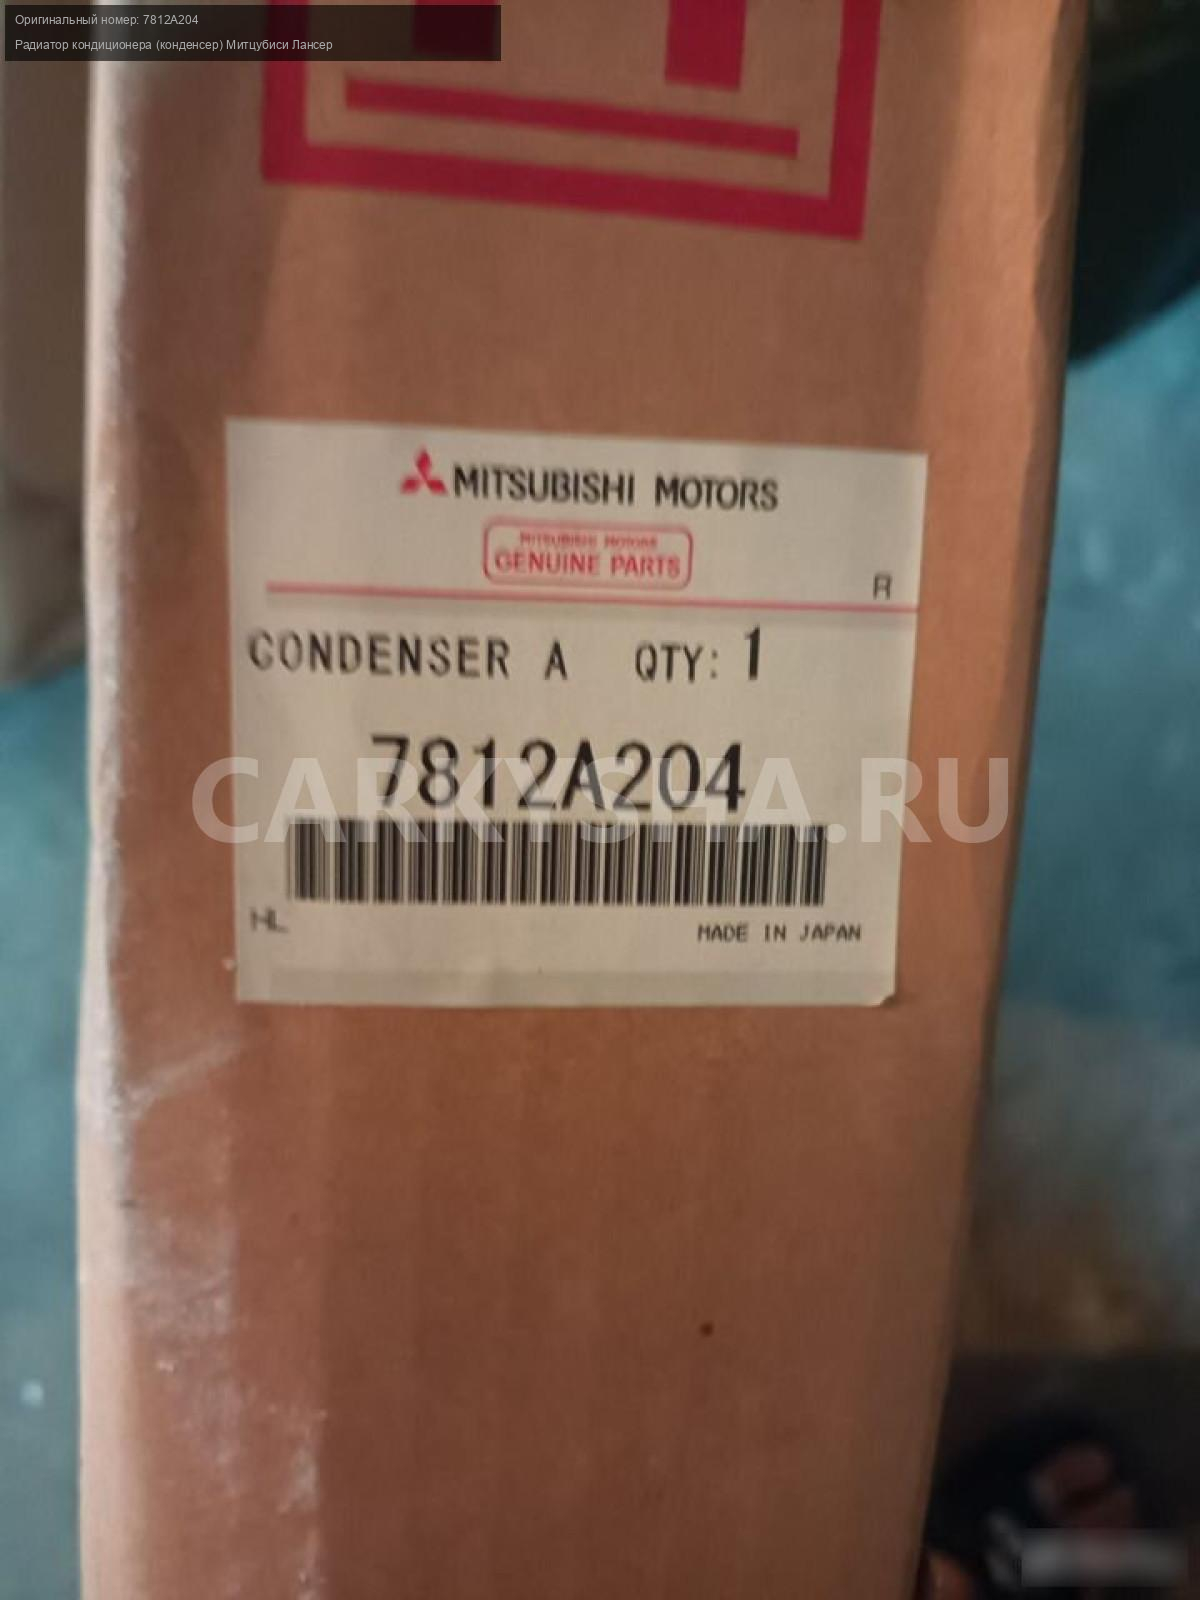 Оригинальный номер: 7812A204
Радиатор кондиционера (конденсер) Митцубиси Лансер
MITSUBISHI MOTORS
MITSUBISHI MOTORS
GENUINE PARTS
R
CONDENSER A QTY: 1
7812A204
CARKYSHA.RU
HL
MADE IN JAPAN